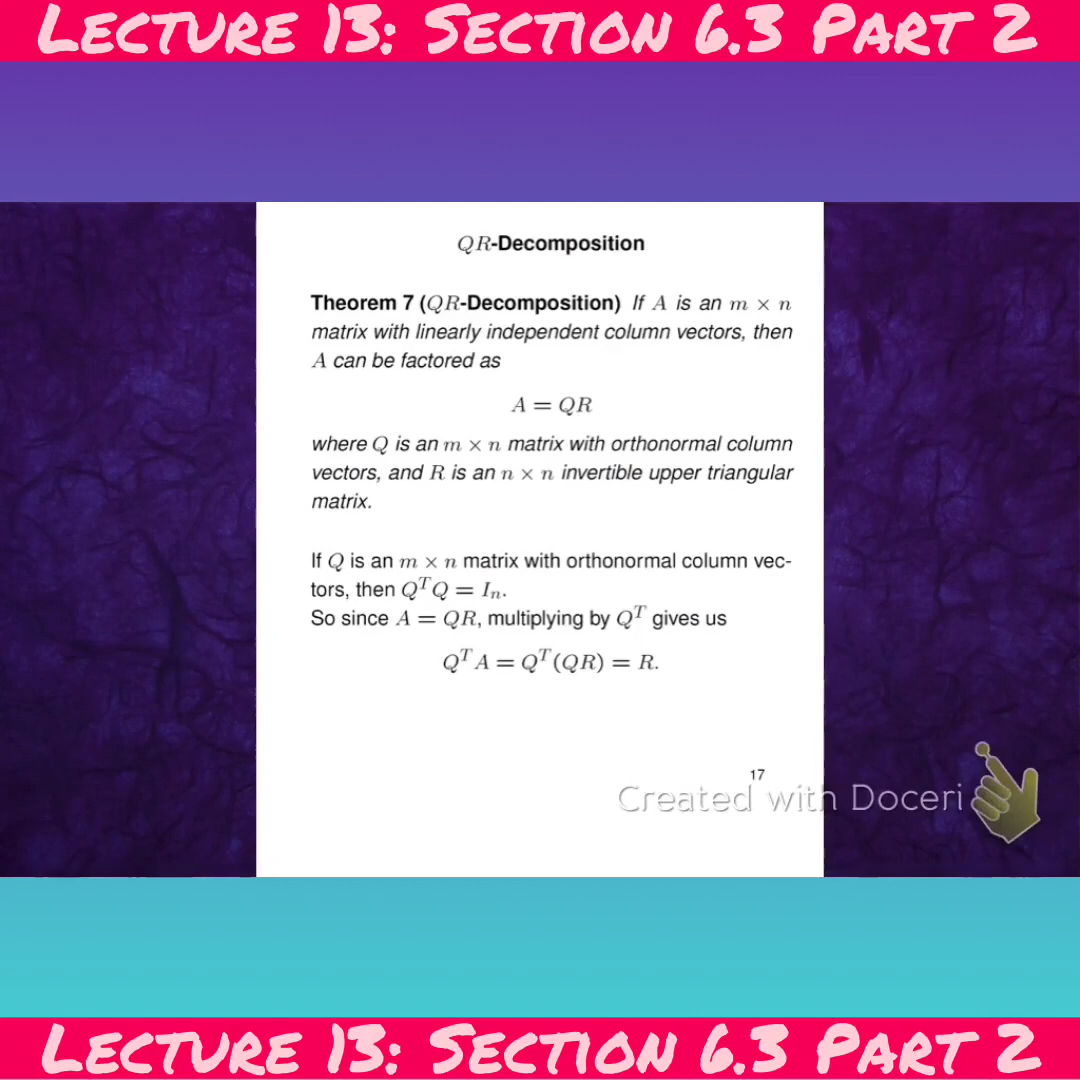 LECTURE 13: SECTION 6.3 PART 2
QR-Decomposition
Theorem 7 (QR-Decomposition) If A is an m × n
matrix with linearly independent column vectors, then
A can be factored as
A = QR
where Q is an m × n matrix with orthonormal column
vectors, and R is an n × n invertible upper triangular
matrix.
If Q is an m × n matrix with orthonormal column vec-
tors, then Q^T Q = I_n.
So since A = QR, multiplying by Q^T gives us
Q^T A = Q^T (QR) = R.
17
Created with Doceri
LECTURE 13: SECTION 6.3 PART 2